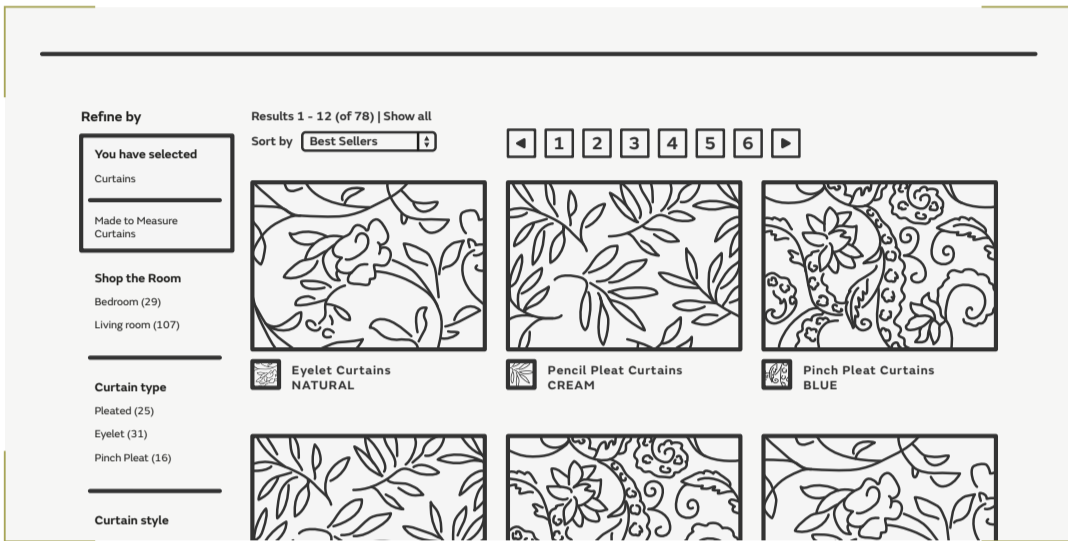 Refine by
You have selected
Curtains
Made to Measure
Curtains
Shop the Room
Bedroom (29)
Living room (107)
Curtain type
Pleated (25)
Eyelet (31)
Pinch Pleat (16)
Curtain style
Results 1 - 12 (of 78) | Show all
Sort by Best Sellers
1 2 3 4 5 6
Eyelet Curtains
NATURAL
Pencil Pleat Curtains
CREAM
Pinch Pleat Curtains
BLUE